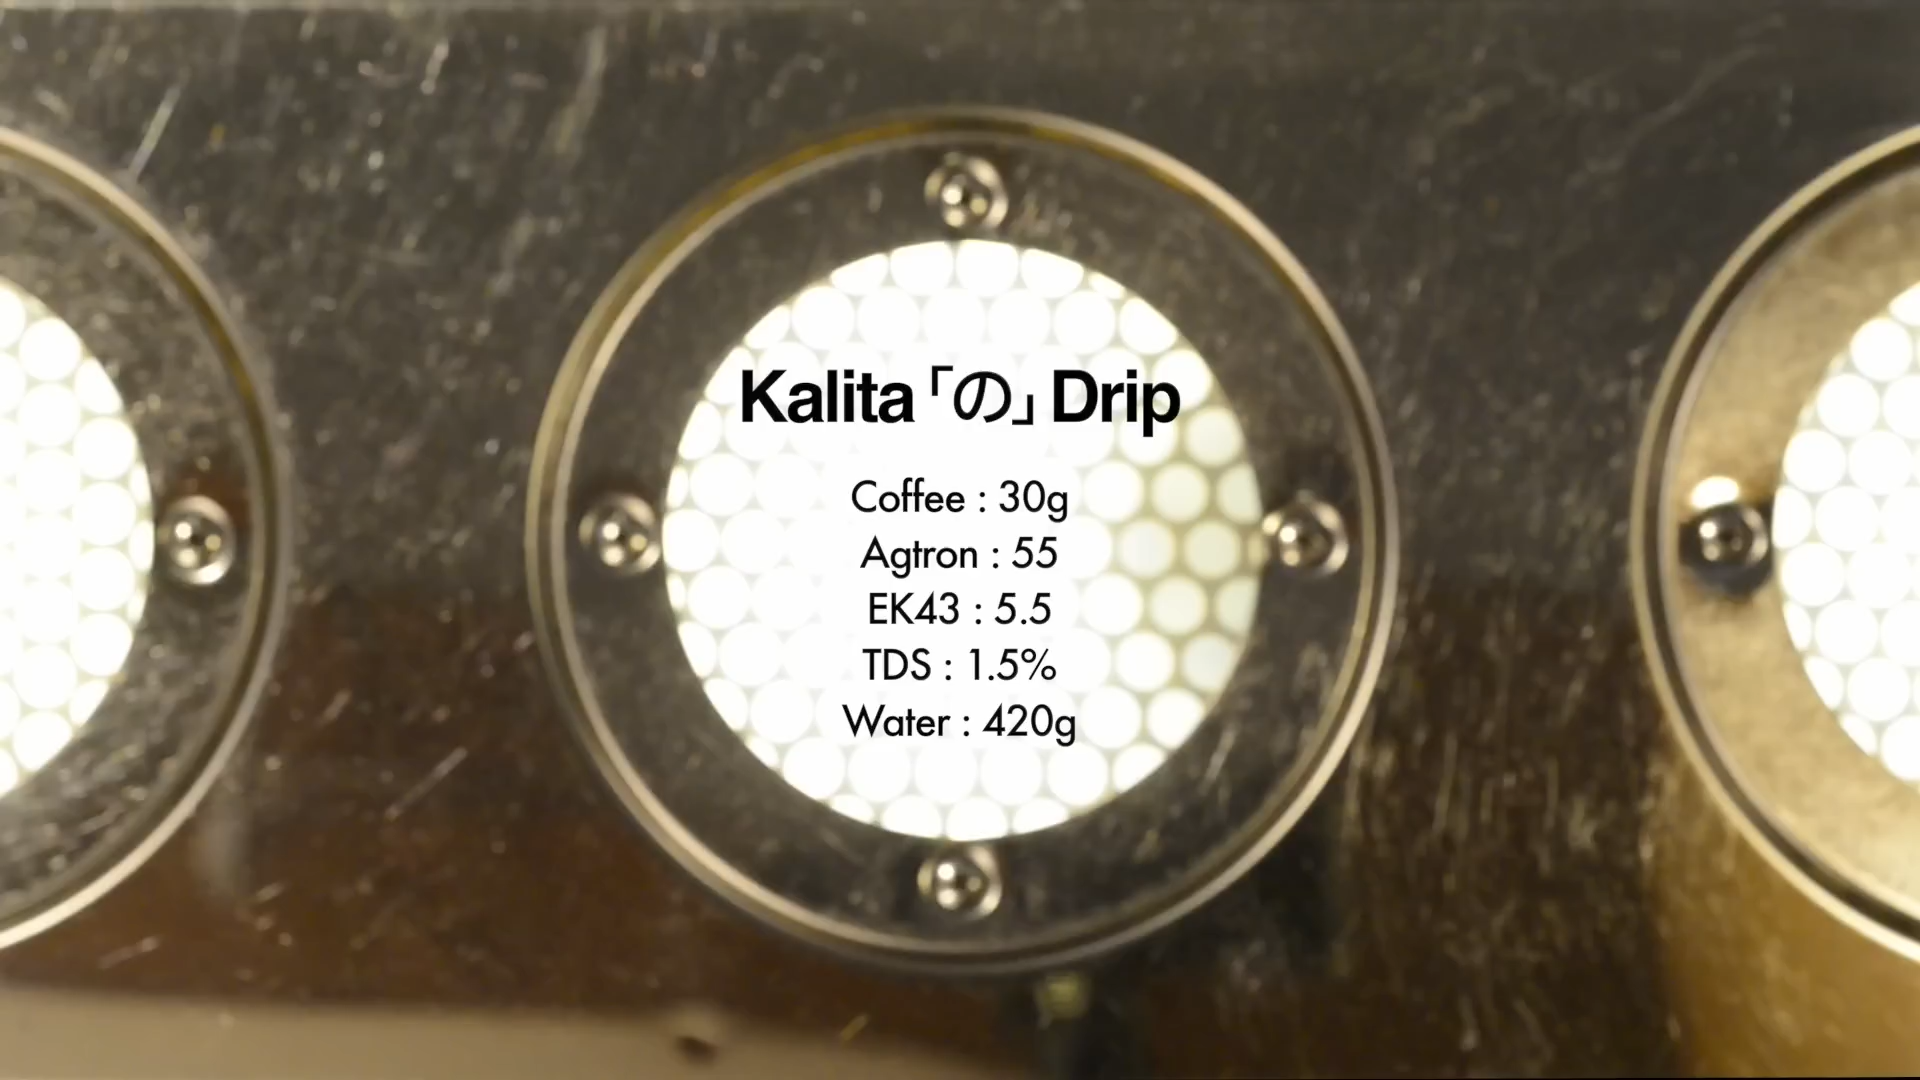 Kalita「の」Drip
Coffee : 30g
Agtron : 55
EK43 : 5.5
TDS : 1.5%
Water : 420g